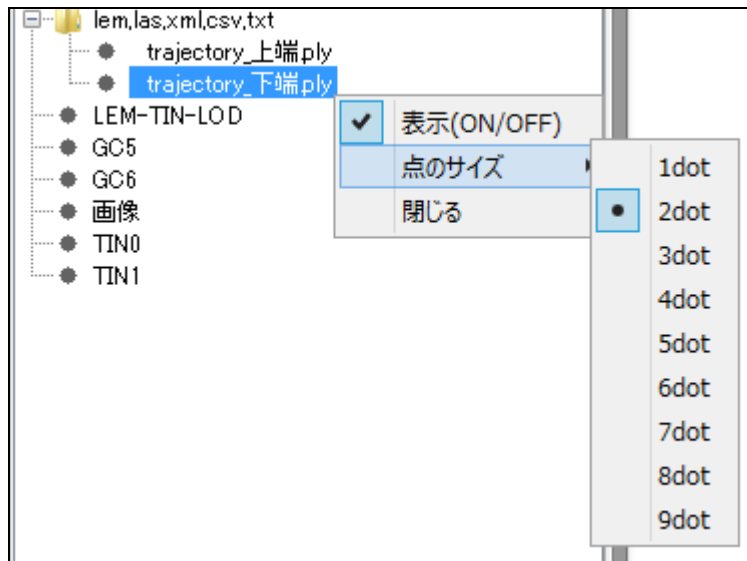 lem,las,xml,csv,txt
trajectory_上端.ply
trajectory_下端.ply
LEM-TIN-LOD
GC5
GC6
画像
TIN0
TIN1
表示(ON/OFF)
点のサイズ
閉じる
1dot
2dot
3dot
4dot
5dot
6dot
7dot
8dot
9dot